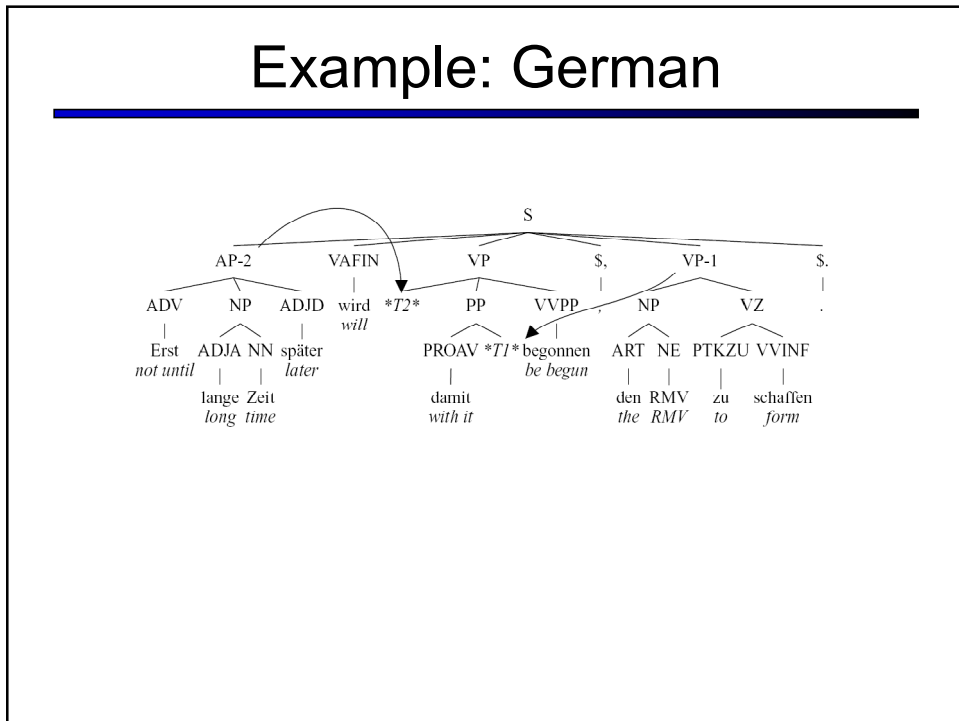 Example: German
S
AP-2 VAFIN VP $, VP-1 $.
ADV NP ADJD wird *T2* PP VVPP , NP VZ .
will
Erst ADJA NN später PROAV *T1* begonnen ART NE PTKZU VVINF
not until later be begun
lange Zeit damit den RMV zu schaffen
long time with it the RMV to form